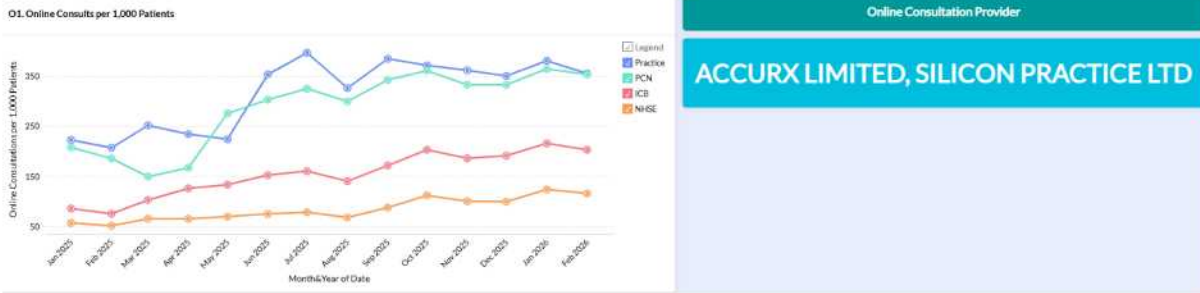 O1. Online Consults per 1,000 Patients
Online Consultations per 1,000 Patients
350
250
150
50
Jan 2025
Feb 2025
Mar 2025
Apr 2025
May 2025
Jun 2025
Jul 2025
Aug 2025
Sep 2025
Oct 2025
Nov 2025
Dec 2025
Jan 2026
Feb 2026
Month&Year of Date
Legend
Practice
PCN
ICB
NHSE
Online Consultation Provider
ACCURX LIMITED, SILICON PRACTICE LTD